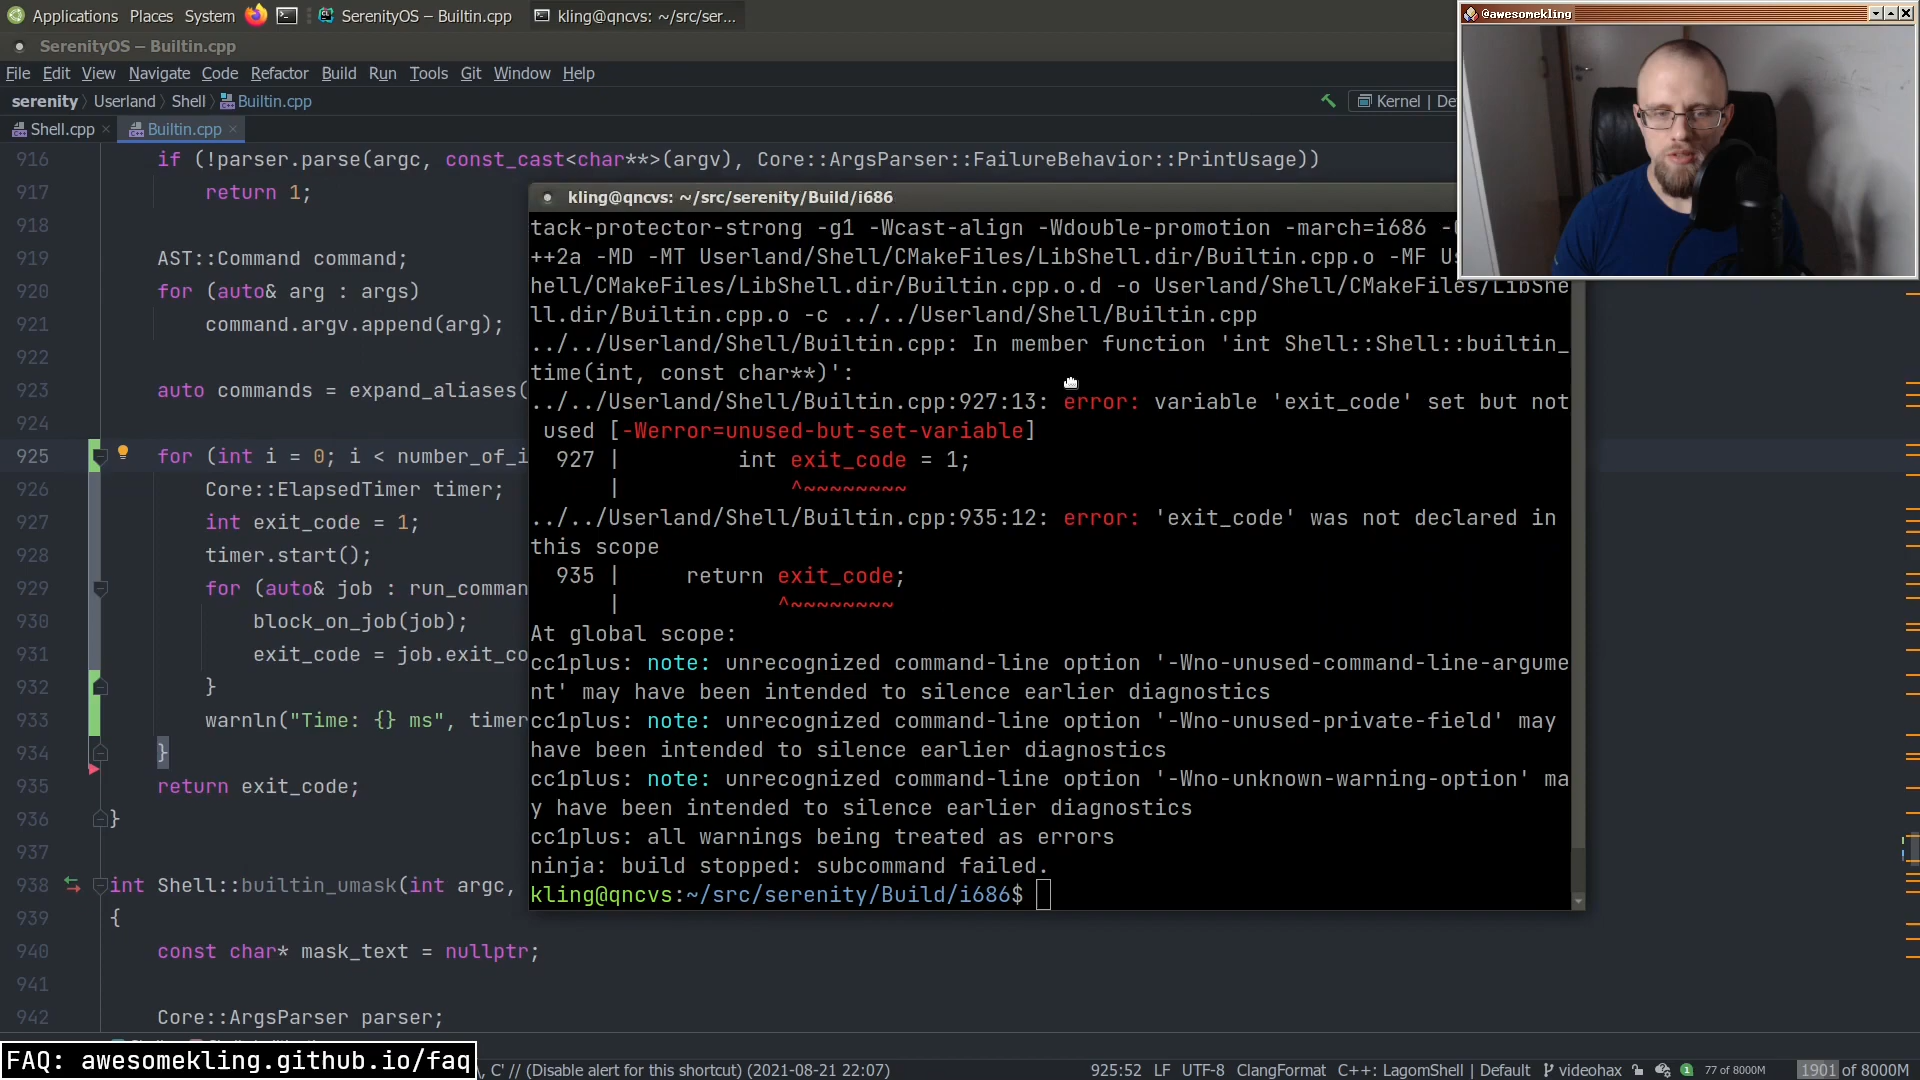 Applications Places System SerenityOS – Builtin.cpp kling@qncvs: ~/src/ser...
@awesomekling
SerenityOS – Builtin.cpp
File Edit View Navigate Code Refactor Build Run Tools Git Window Help
serenity Userland Shell Builtin.cpp Kernel | De
Shell.cpp Builtin.cpp
916 if (!parser.parse(argc, const_cast<char**>(argv), Core::ArgsParser::FailureBehavior::PrintUsage))
917 return 1;
918
919 AST::Command command;
920 for (auto& arg : args)
921 command.argv.append(arg);
922
923 auto commands = expand_aliases(
924
925 for (int i = 0; i < number_of_i
926 Core::ElapsedTimer timer;
927 int exit_code = 1;
928 timer.start();
929 for (auto& job : run_comman
930 block_on_job(job);
931 exit_code = job.exit_co
932 }
933 warnln("Time: {} ms", timer
934 }
935 return exit_code;
936 }
937
938 int Shell::builtin_umask(int argc,
939 {
940 const char* mask_text = nullptr;
941
942 Core::ArgsParser parser;
kling@qncvs: ~/src/serenity/Build/i686
tack-protector-strong -g1 -Wcast-align -Wdouble-promotion -march=i686 -
++2a -MD -MT Userland/Shell/CMakeFiles/LibShell.dir/Builtin.cpp.o -MF Us
hell/CMakeFiles/LibShell.dir/Builtin.cpp.o.d -o Userland/Shell/CMakeFiles/LibShe
ll.dir/Builtin.cpp.o -c ../../Userland/Shell/Builtin.cpp
../../Userland/Shell/Builtin.cpp: In member function 'int Shell::Shell::builtin_
time(int, const char**)':
../../Userland/Shell/Builtin.cpp:927:13: error: variable 'exit_code' set but not
used [-Werror=unused-but-set-variable]
927 | int exit_code = 1;
| ^~~~~~~~~
../../Userland/Shell/Builtin.cpp:935:12: error: 'exit_code' was not declared in
this scope
935 | return exit_code;
| ^~~~~~~~~
At global scope:
cc1plus: note: unrecognized command-line option '-Wno-unused-command-line-argume
nt' may have been intended to silence earlier diagnostics
cc1plus: note: unrecognized command-line option '-Wno-unused-private-field' may
have been intended to silence earlier diagnostics
cc1plus: note: unrecognized command-line option '-Wno-unknown-warning-option' ma
y have been intended to silence earlier diagnostics
cc1plus: all warnings being treated as errors
ninja: build stopped: subcommand failed.
kling@qncvs:~/src/serenity/Build/i686$
FAQ: awesomekling.github.io/faq
, C' // (Disable alert for this shortcut) (2021-08-21 22:07) 925:52 LF UTF-8 ClangFormat C++: LagomShell | Default videohax 1 77 of 8000M 1901 of 8000M